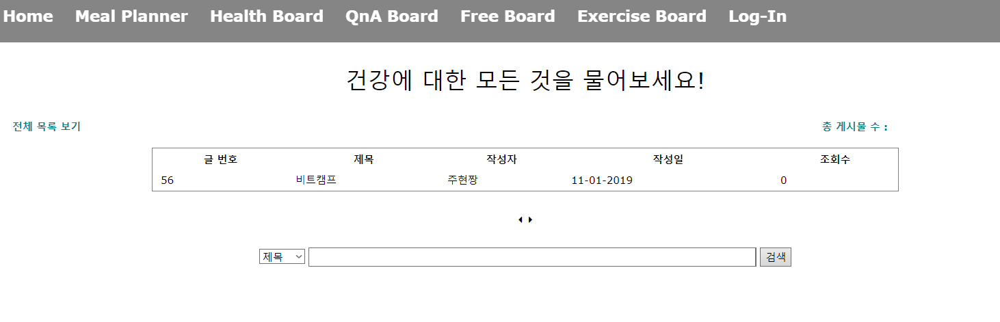 Home Meal Planner Health Board QnA Board Free Board Exercise Board Log-In
건강에 대한 모든 것을 물어보세요!
전체 목록 보기 총 게시물 수 :
글 번호 제목 작성자 작성일 조회수
56 비트캠프 주현짱 11-01-2019 0
제목 검색